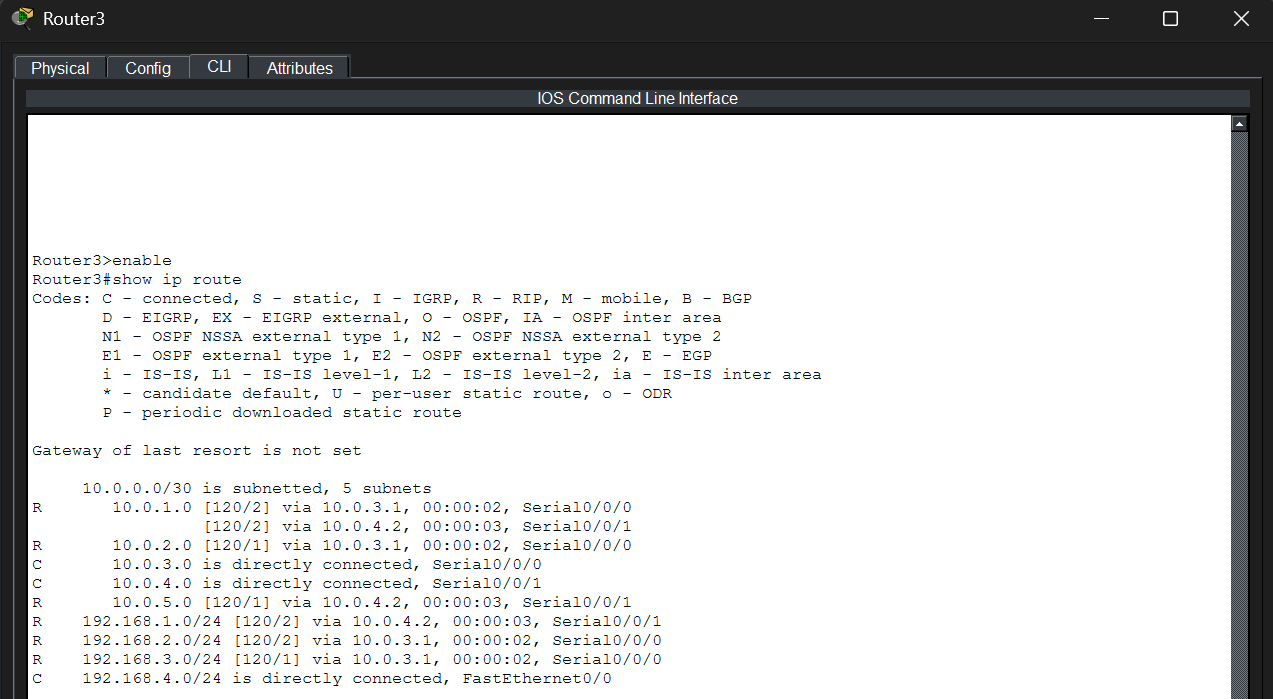 Router3
Physical Config CLI Attributes
IOS Command Line Interface
Router3>enable
Router3#show ip route
Codes: C - connected, S - static, I - IGRP, R - RIP, M - mobile, B - BGP
       D - EIGRP, EX - EIGRP external, O - OSPF, IA - OSPF inter area
       N1 - OSPF NSSA external type 1, N2 - OSPF NSSA external type 2
       E1 - OSPF external type 1, E2 - OSPF external type 2, E - EGP
       i - IS-IS, L1 - IS-IS level-1, L2 - IS-IS level-2, ia - IS-IS inter area
       * - candidate default, U - per-user static route, o - ODR
       P - periodic downloaded static route
Gateway of last resort is not set
     10.0.0.0/30 is subnetted, 5 subnets
R       10.0.1.0 [120/2] via 10.0.3.1, 00:00:02, Serial0/0/0
                 [120/2] via 10.0.4.2, 00:00:03, Serial0/0/1
R       10.0.2.0 [120/1] via 10.0.3.1, 00:00:02, Serial0/0/0
C       10.0.3.0 is directly connected, Serial0/0/0
C       10.0.4.0 is directly connected, Serial0/0/1
R       10.0.5.0 [120/1] via 10.0.4.2, 00:00:03, Serial0/0/1
R    192.168.1.0/24 [120/2] via 10.0.4.2, 00:00:03, Serial0/0/1
R    192.168.2.0/24 [120/2] via 10.0.3.1, 00:00:02, Serial0/0/0
R    192.168.3.0/24 [120/1] via 10.0.3.1, 00:00:02, Serial0/0/0
C    192.168.4.0/24 is directly connected, FastEthernet0/0